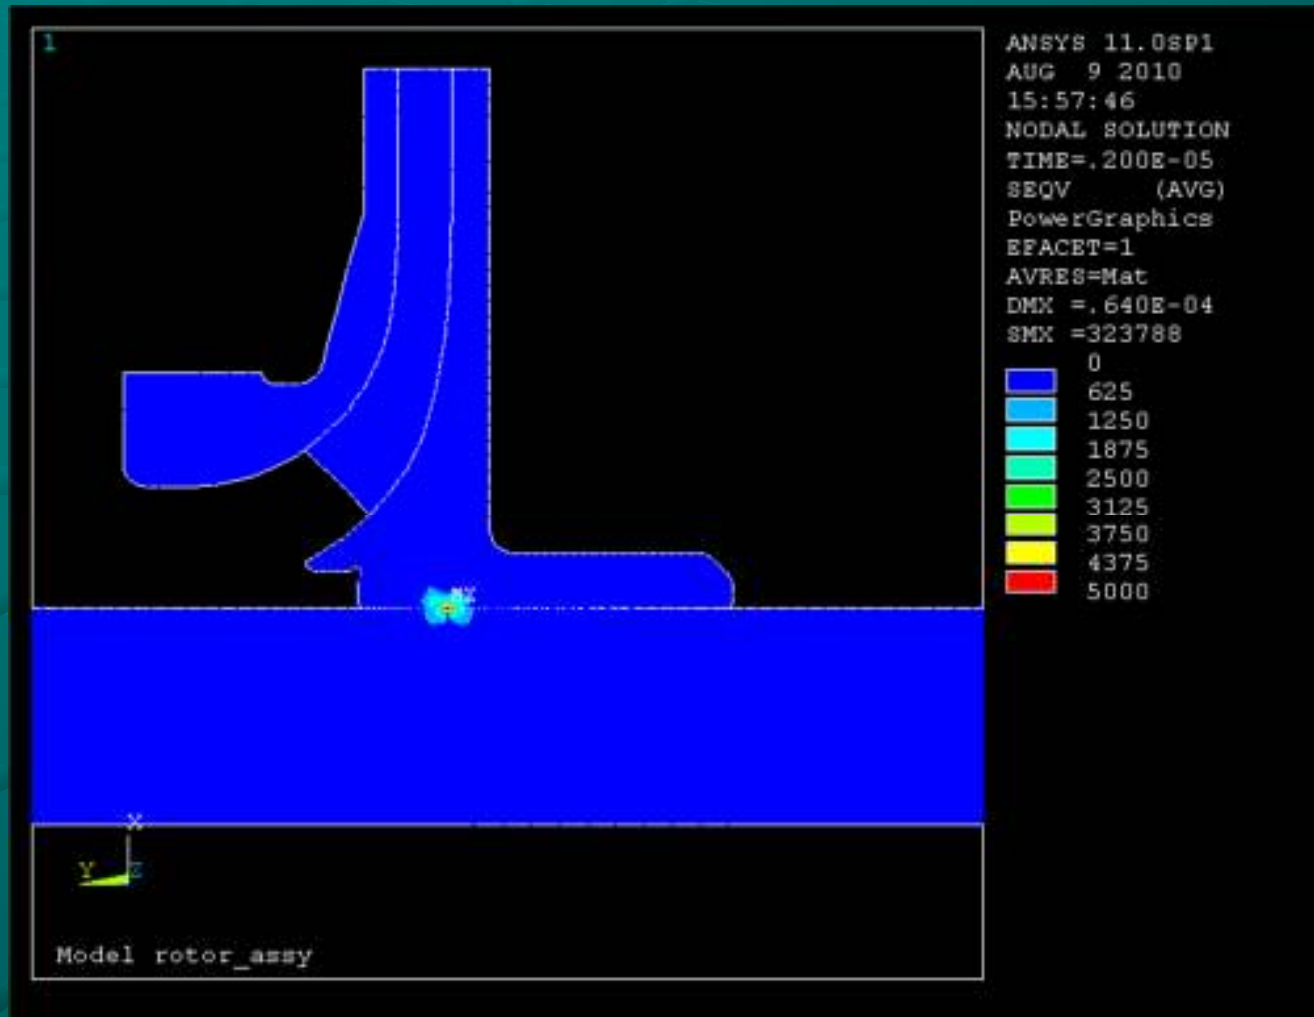 1
ANSYS 11.0SP1
AUG 9 2010
15:57:46
NODAL SOLUTION
TIME=.200E-05
SEQV (AVG)
PowerGraphics
EFACET=1
AVRES=Mat
DMX =.640E-04
SMX =323788
0
625
1250
1875
2500
3125
3750
4375
5000
MX
X
Y Z
Model rotor_assy